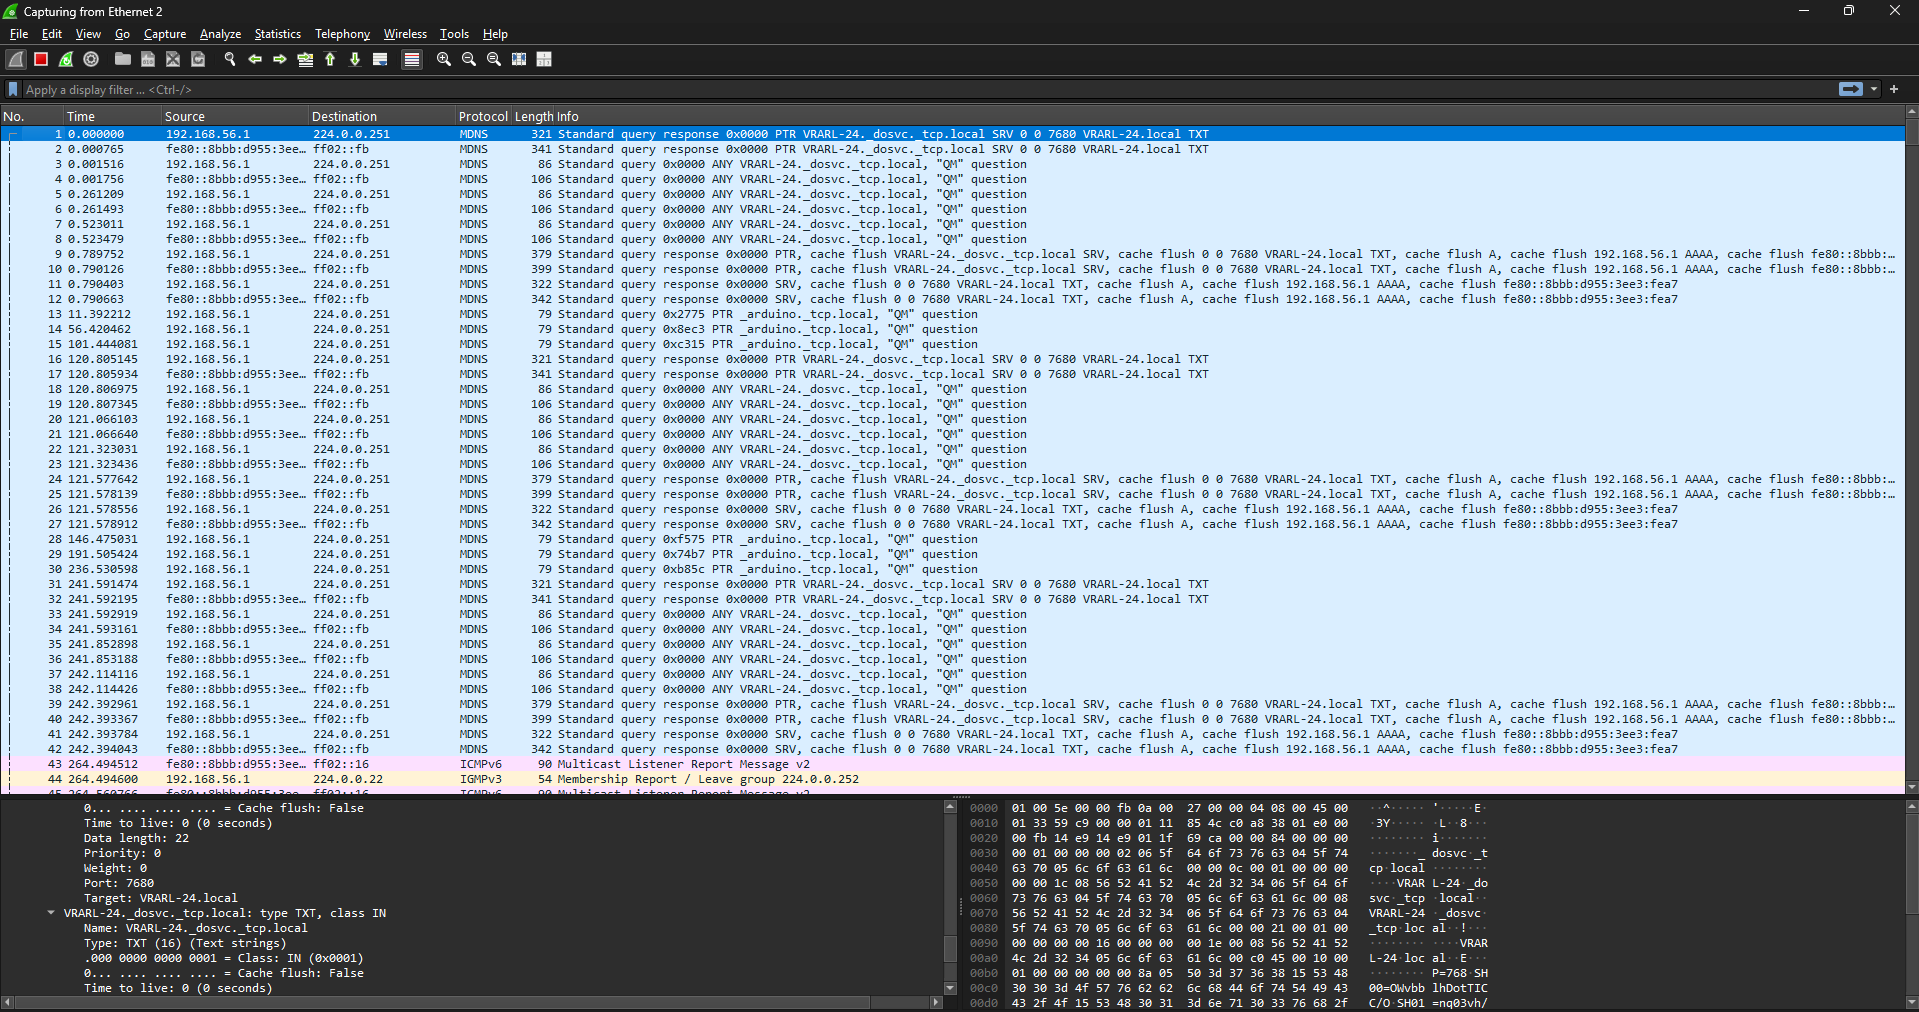 Capturing from Ethernet 2
File Edit View Go Capture Analyze Statistics Telephony Wireless Tools Help
Apply a display filter ... <Ctrl-/>
No. Time Source Destination Protocol Length Info
1 0.000000 192.168.56.1 224.0.0.251 MDNS 321 Standard query response 0x0000 PTR VRARL-24._dosvc._tcp.local SRV 0 0 7680 VRARL-24.local TXT
2 0.000765 fe80::8bbb:d955:3ee… ff02::fb MDNS 341 Standard query response 0x0000 PTR VRARL-24._dosvc._tcp.local SRV 0 0 7680 VRARL-24.local TXT
3 0.001516 192.168.56.1 224.0.0.251 MDNS 86 Standard query 0x0000 ANY VRARL-24._dosvc._tcp.local, "QM" question
4 0.001756 fe80::8bbb:d955:3ee… ff02::fb MDNS 106 Standard query 0x0000 ANY VRARL-24._dosvc._tcp.local, "QM" question
5 0.261209 192.168.56.1 224.0.0.251 MDNS 86 Standard query 0x0000 ANY VRARL-24._dosvc._tcp.local, "QM" question
6 0.261493 fe80::8bbb:d955:3ee… ff02::fb MDNS 106 Standard query 0x0000 ANY VRARL-24._dosvc._tcp.local, "QM" question
7 0.523011 192.168.56.1 224.0.0.251 MDNS 86 Standard query 0x0000 ANY VRARL-24._dosvc._tcp.local, "QM" question
8 0.523479 fe80::8bbb:d955:3ee… ff02::fb MDNS 106 Standard query 0x0000 ANY VRARL-24._dosvc._tcp.local, "QM" question
9 0.789752 192.168.56.1 224.0.0.251 MDNS 379 Standard query response 0x0000 PTR, cache flush VRARL-24._dosvc._tcp.local SRV, cache flush 0 0 7680 VRARL-24.local TXT, cache flush A, cache flush 192.168.56.1 AAAA, cache flush fe80::8bbb:…
10 0.790126 fe80::8bbb:d955:3ee… ff02::fb MDNS 399 Standard query response 0x0000 PTR, cache flush VRARL-24._dosvc._tcp.local SRV, cache flush 0 0 7680 VRARL-24.local TXT, cache flush A, cache flush 192.168.56.1 AAAA, cache flush fe80::8bbb:…
11 0.790403 192.168.56.1 224.0.0.251 MDNS 322 Standard query response 0x0000 SRV, cache flush 0 0 7680 VRARL-24.local TXT, cache flush A, cache flush 192.168.56.1 AAAA, cache flush fe80::8bbb:d955:3ee3:fea7
12 0.790663 fe80::8bbb:d955:3ee… ff02::fb MDNS 342 Standard query response 0x0000 SRV, cache flush 0 0 7680 VRARL-24.local TXT, cache flush A, cache flush 192.168.56.1 AAAA, cache flush fe80::8bbb:d955:3ee3:fea7
13 11.392212 192.168.56.1 224.0.0.251 MDNS 79 Standard query 0x2775 PTR _arduino._tcp.local, "QM" question
14 56.420462 192.168.56.1 224.0.0.251 MDNS 79 Standard query 0x8ec3 PTR _arduino._tcp.local, "QM" question
15 101.444081 192.168.56.1 224.0.0.251 MDNS 79 Standard query 0xc315 PTR _arduino._tcp.local, "QM" question
16 120.805145 192.168.56.1 224.0.0.251 MDNS 321 Standard query response 0x0000 PTR VRARL-24._dosvc._tcp.local SRV 0 0 7680 VRARL-24.local TXT
17 120.805934 fe80::8bbb:d955:3ee… ff02::fb MDNS 341 Standard query response 0x0000 PTR VRARL-24._dosvc._tcp.local SRV 0 0 7680 VRARL-24.local TXT
18 120.806975 192.168.56.1 224.0.0.251 MDNS 86 Standard query 0x0000 ANY VRARL-24._dosvc._tcp.local, "QM" question
19 120.807345 fe80::8bbb:d955:3ee… ff02::fb MDNS 106 Standard query 0x0000 ANY VRARL-24._dosvc._tcp.local, "QM" question
20 121.066103 192.168.56.1 224.0.0.251 MDNS 86 Standard query 0x0000 ANY VRARL-24._dosvc._tcp.local, "QM" question
21 121.066640 fe80::8bbb:d955:3ee… ff02::fb MDNS 106 Standard query 0x0000 ANY VRARL-24._dosvc._tcp.local, "QM" question
22 121.323031 192.168.56.1 224.0.0.251 MDNS 86 Standard query 0x0000 ANY VRARL-24._dosvc._tcp.local, "QM" question
23 121.323436 fe80::8bbb:d955:3ee… ff02::fb MDNS 106 Standard query 0x0000 ANY VRARL-24._dosvc._tcp.local, "QM" question
24 121.577642 192.168.56.1 224.0.0.251 MDNS 379 Standard query response 0x0000 PTR, cache flush VRARL-24._dosvc._tcp.local SRV, cache flush 0 0 7680 VRARL-24.local TXT, cache flush A, cache flush 192.168.56.1 AAAA, cache flush fe80::8bbb:…
25 121.578139 fe80::8bbb:d955:3ee… ff02::fb MDNS 399 Standard query response 0x0000 PTR, cache flush VRARL-24._dosvc._tcp.local SRV, cache flush 0 0 7680 VRARL-24.local TXT, cache flush A, cache flush 192.168.56.1 AAAA, cache flush fe80::8bbb:…
26 121.578556 192.168.56.1 224.0.0.251 MDNS 322 Standard query response 0x0000 SRV, cache flush 0 0 7680 VRARL-24.local TXT, cache flush A, cache flush 192.168.56.1 AAAA, cache flush fe80::8bbb:d955:3ee3:fea7
27 121.578912 fe80::8bbb:d955:3ee… ff02::fb MDNS 342 Standard query response 0x0000 SRV, cache flush 0 0 7680 VRARL-24.local TXT, cache flush A, cache flush 192.168.56.1 AAAA, cache flush fe80::8bbb:d955:3ee3:fea7
28 146.475031 192.168.56.1 224.0.0.251 MDNS 79 Standard query 0xf575 PTR _arduino._tcp.local, "QM" question
29 191.505424 192.168.56.1 224.0.0.251 MDNS 79 Standard query 0x74b7 PTR _arduino._tcp.local, "QM" question
30 236.530598 192.168.56.1 224.0.0.251 MDNS 79 Standard query 0xb85c PTR _arduino._tcp.local, "QM" question
31 241.591474 192.168.56.1 224.0.0.251 MDNS 321 Standard query response 0x0000 PTR VRARL-24._dosvc._tcp.local SRV 0 0 7680 VRARL-24.local TXT
32 241.592195 fe80::8bbb:d955:3ee… ff02::fb MDNS 341 Standard query response 0x0000 PTR VRARL-24._dosvc._tcp.local SRV 0 0 7680 VRARL-24.local TXT
33 241.592919 192.168.56.1 224.0.0.251 MDNS 86 Standard query 0x0000 ANY VRARL-24._dosvc._tcp.local, "QM" question
34 241.593161 fe80::8bbb:d955:3ee… ff02::fb MDNS 106 Standard query 0x0000 ANY VRARL-24._dosvc._tcp.local, "QM" question
35 241.852898 192.168.56.1 224.0.0.251 MDNS 86 Standard query 0x0000 ANY VRARL-24._dosvc._tcp.local, "QM" question
36 241.853188 fe80::8bbb:d955:3ee… ff02::fb MDNS 106 Standard query 0x0000 ANY VRARL-24._dosvc._tcp.local, "QM" question
37 242.114116 192.168.56.1 224.0.0.251 MDNS 86 Standard query 0x0000 ANY VRARL-24._dosvc._tcp.local, "QM" question
38 242.114426 fe80::8bbb:d955:3ee… ff02::fb MDNS 106 Standard query 0x0000 ANY VRARL-24._dosvc._tcp.local, "QM" question
39 242.392961 192.168.56.1 224.0.0.251 MDNS 379 Standard query response 0x0000 PTR, cache flush VRARL-24._dosvc._tcp.local SRV, cache flush 0 0 7680 VRARL-24.local TXT, cache flush A, cache flush 192.168.56.1 AAAA, cache flush fe80::8bbb:…
40 242.393367 fe80::8bbb:d955:3ee… ff02::fb MDNS 399 Standard query response 0x0000 PTR, cache flush VRARL-24._dosvc._tcp.local SRV, cache flush 0 0 7680 VRARL-24.local TXT, cache flush A, cache flush 192.168.56.1 AAAA, cache flush fe80::8bbb:…
41 242.393784 192.168.56.1 224.0.0.251 MDNS 322 Standard query response 0x0000 SRV, cache flush 0 0 7680 VRARL-24.local TXT, cache flush A, cache flush 192.168.56.1 AAAA, cache flush fe80::8bbb:d955:3ee3:fea7
42 242.394043 fe80::8bbb:d955:3ee… ff02::fb MDNS 342 Standard query response 0x0000 SRV, cache flush 0 0 7680 VRARL-24.local TXT, cache flush A, cache flush 192.168.56.1 AAAA, cache flush fe80::8bbb:d955:3ee3:fea7
43 264.494512 fe80::8bbb:d955:3ee… ff02::16 ICMPv6 90 Multicast Listener Report Message v2
44 264.494600 192.168.56.1 224.0.0.22 IGMPv3 54 Membership Report / Leave group 224.0.0.252
45 264.560766 fe80::8bbb:d955:3ee… ff02::16 ICMPv6 90 Multicast Listener Report Message v2
0... .... .... .... = Cache flush: False
Time to live: 0 (0 seconds)
Data length: 22
Priority: 0
Weight: 0
Port: 7680
Target: VRARL-24.local
VRARL-24._dosvc._tcp.local: type TXT, class IN
Name: VRARL-24._dosvc._tcp.local
Type: TXT (16) (Text strings)
.000 0000 0000 0001 = Class: IN (0x0001)
0... .... .... .... = Cache flush: False
Time to live: 0 (0 seconds)
0000 01 00 5e 00 00 fb 0a 00 27 00 00 04 08 00 45 00 ··^····· '·····E·
0010 01 33 59 c9 00 00 01 11 85 4c c0 a8 38 01 e0 00 ·3Y····· ·L··8···
0020 00 fb 14 e9 14 e9 01 1f 69 ca 00 00 84 00 00 00 ········ i·······
0030 00 01 00 00 00 02 06 5f 64 6f 73 76 63 04 5f 74 ·······_ dosvc·_t
0040 63 70 05 6c 6f 63 61 6c 00 00 0c 00 01 00 00 00 cp·local ········
0050 00 00 1c 08 56 52 41 52 4c 2d 32 34 06 5f 64 6f ····VRAR L-24·_do
0060 73 76 63 04 5f 74 63 70 05 6c 6f 63 61 6c 00 08 svc·_tcp ·local··
0070 56 52 41 52 4c 2d 32 34 06 5f 64 6f 73 76 63 04 VRARL-24 ·_dosvc·
0080 5f 74 63 70 05 6c 6f 63 61 6c 00 00 21 00 01 00 _tcp·loc al··!···
0090 00 00 00 00 16 00 00 00 00 1e 00 08 56 52 41 52 ········ ····VRAR
00a0 4c 2d 32 34 05 6c 6f 63 61 6c 00 c0 45 00 10 00 L-24·loc al··E···
00b0 01 00 00 00 00 00 8a 05 50 3d 37 36 38 15 53 48 ········ P=768·SH
00c0 30 30 3d 4f 57 76 62 62 6c 68 44 6f 74 54 49 43 00=OWvbb lhDotTIC
00d0 43 2f 4f 15 53 48 30 31 3d 6e 71 30 33 76 68 2f C/O·SH01 =nq03vh/